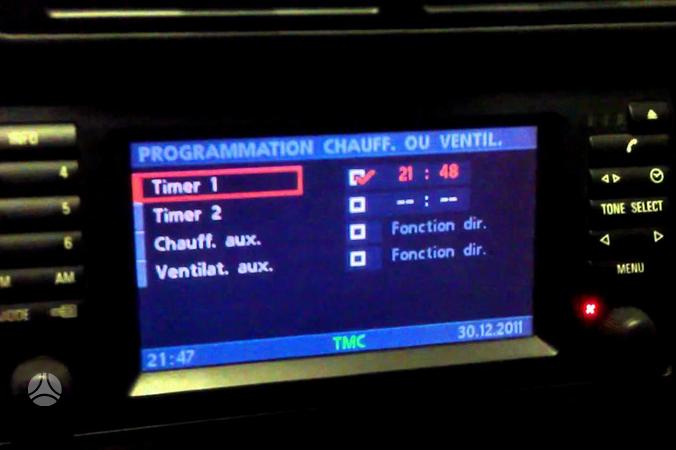 PROGRAMMATION CHAUFF. OU VENTIL.
Timer 1 21 : 48
Timer 2 -- : --
Chauff. aux. Fonction dir.
Ventilat. aux. Fonction dir.
21:47 TMC 30.12.2011
INFO
4
5
6
AM
MODE
TONE SELECT
MENU